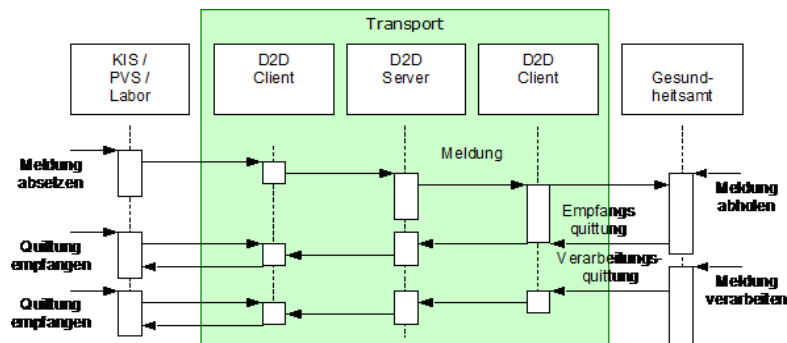 Transport
KIS /
PVS /
Labor
D2D
Client
D2D
Server
D2D
Client
Gesund-
heitsamt
Meldung
absetzen
Meldung
Meldung
abholen
Empfangs
quittung
Quittung
empfangen
Verarbeitungs-
quittung
Meldung
verarbeiten
Quittung
empfangen